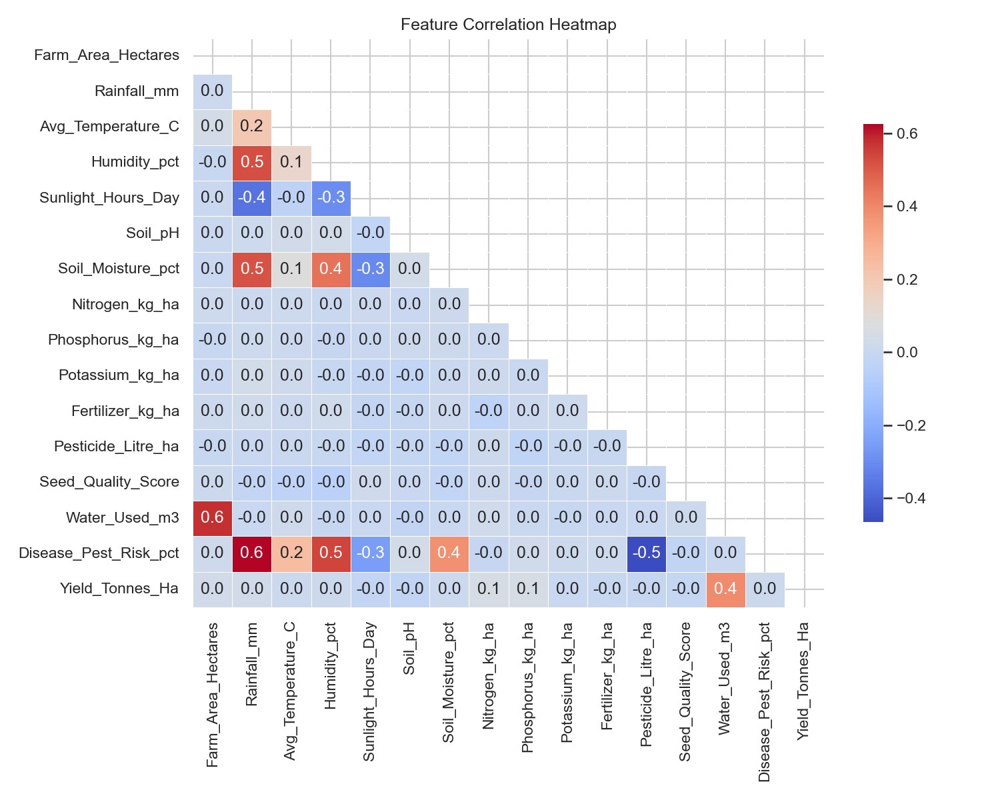 Feature Correlation Heatmap
Farm_Area_Hectares
Rainfall_mm 0.0
Avg_Temperature_C 0.0 0.2
Humidity_pct -0.0 0.5 0.1
Sunlight_Hours_Day 0.0 -0.4 -0.0 -0.3
Soil_pH 0.0 0.0 0.0 0.0 -0.0
Soil_Moisture_pct 0.0 0.5 0.1 0.4 -0.3 0.0
Nitrogen_kg_ha 0.0 0.0 0.0 0.0 0.0 0.0 0.0
Phosphorus_kg_ha -0.0 0.0 0.0 -0.0 0.0 0.0 0.0 0.0
Potassium_kg_ha 0.0 0.0 0.0 -0.0 -0.0 -0.0 0.0 0.0 0.0
Fertilizer_kg_ha 0.0 0.0 0.0 0.0 -0.0 -0.0 0.0 -0.0 0.0 0.0
Pesticide_Litre_ha -0.0 0.0 0.0 -0.0 -0.0 -0.0 -0.0 0.0 -0.0 -0.0 -0.0
Seed_Quality_Score 0.0 -0.0 -0.0 -0.0 0.0 0.0 -0.0 0.0 -0.0 0.0 0.0 -0.0
Water_Used_m3 0.6 -0.0 0.0 -0.0 0.0 -0.0 0.0 0.0 0.0 -0.0 0.0 0.0 0.0
Disease_Pest_Risk_pct 0.0 0.6 0.2 0.5 -0.3 0.0 0.4 -0.0 0.0 0.0 0.0 -0.5 -0.0 0.0
Yield_Tonnes_Ha 0.0 0.0 0.0 0.0 -0.0 -0.0 0.0 0.1 0.1 0.0 -0.0 -0.0 -0.0 0.4 0.0
Farm_Area_Hectares
Rainfall_mm
Avg_Temperature_C
Humidity_pct
Sunlight_Hours_Day
Soil_pH
Soil_Moisture_pct
Nitrogen_kg_ha
Phosphorus_kg_ha
Potassium_kg_ha
Fertilizer_kg_ha
Pesticide_Litre_ha
Seed_Quality_Score
Water_Used_m3
Disease_Pest_Risk_pct
Yield_Tonnes_Ha
0.6
0.4
0.2
0.0
−0.2
−0.4